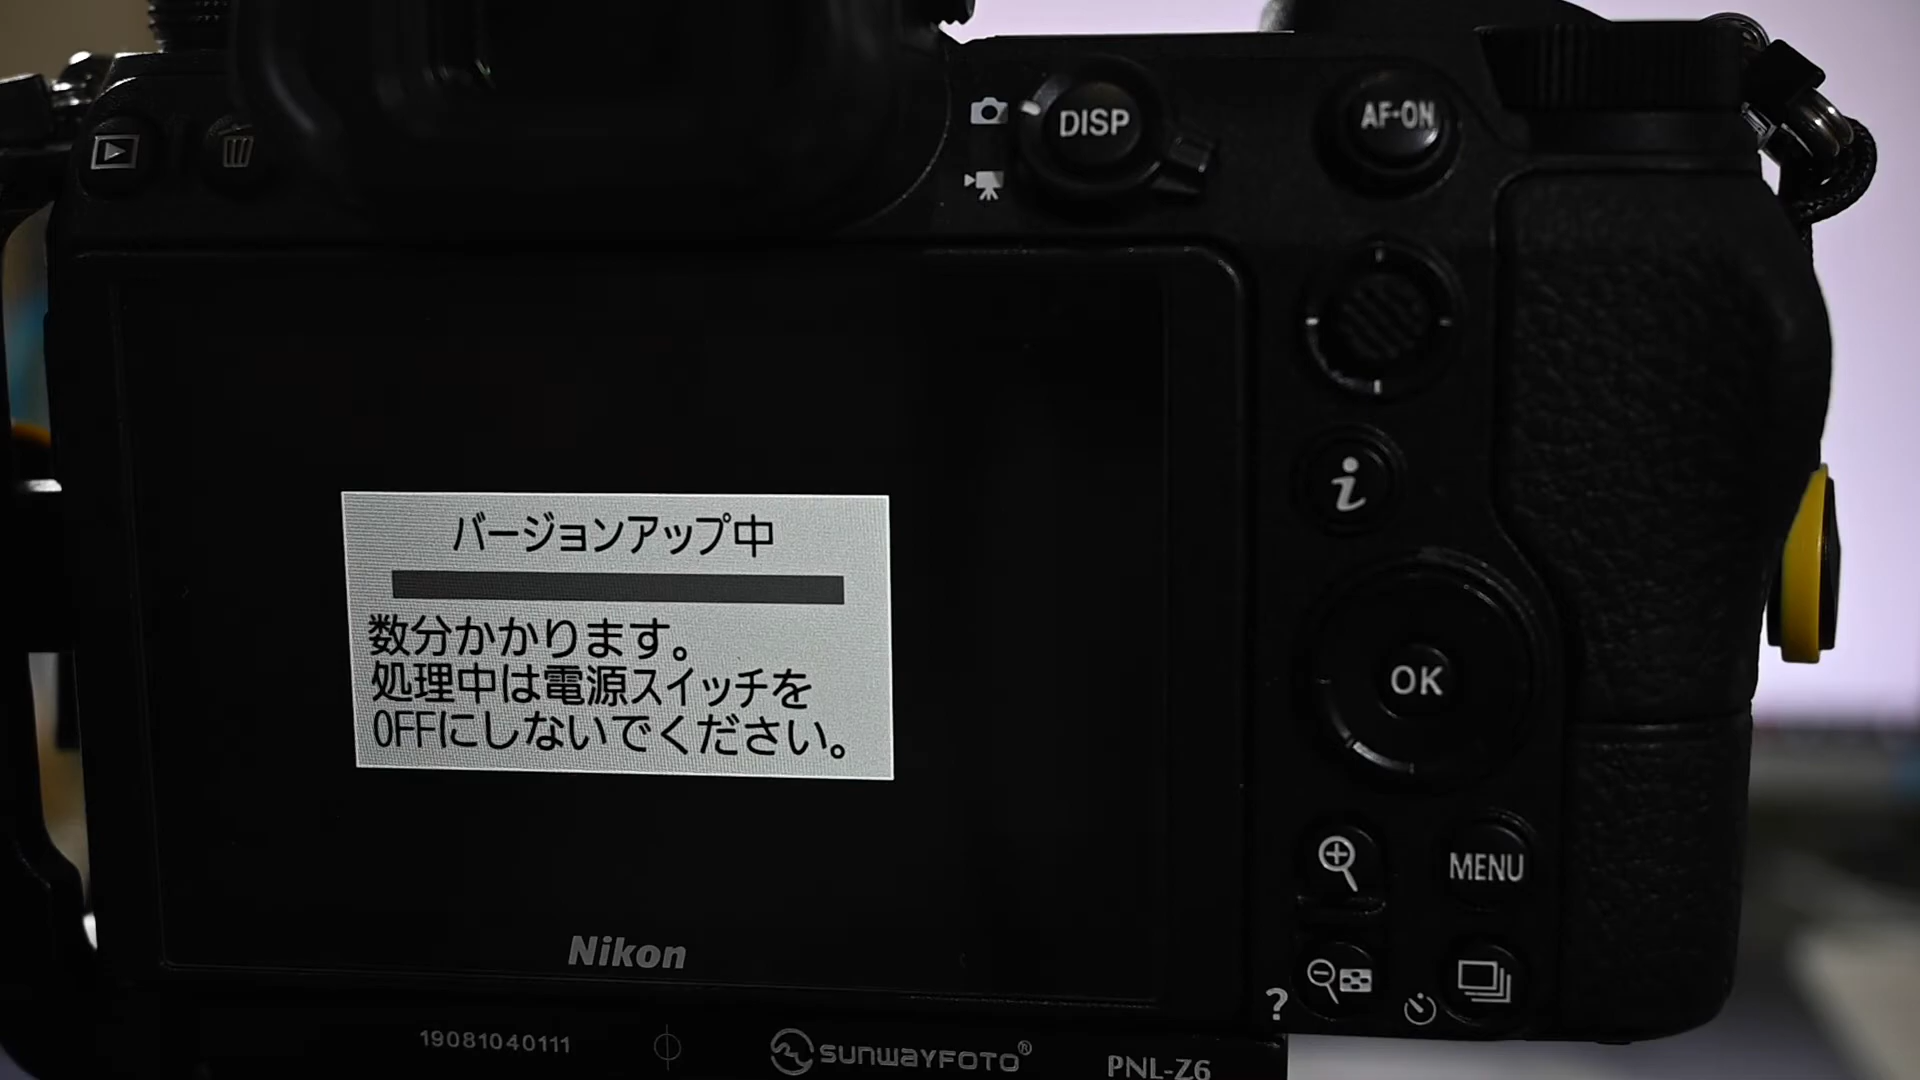 DISP
AF-ON
バージョンアップ中
数分かかります。
処理中は電源スイッチを
OFFにしないでください。
i
OK
MENU
Nikon
?
19081040111
SUNWAYFOTO®
PNL-Z6